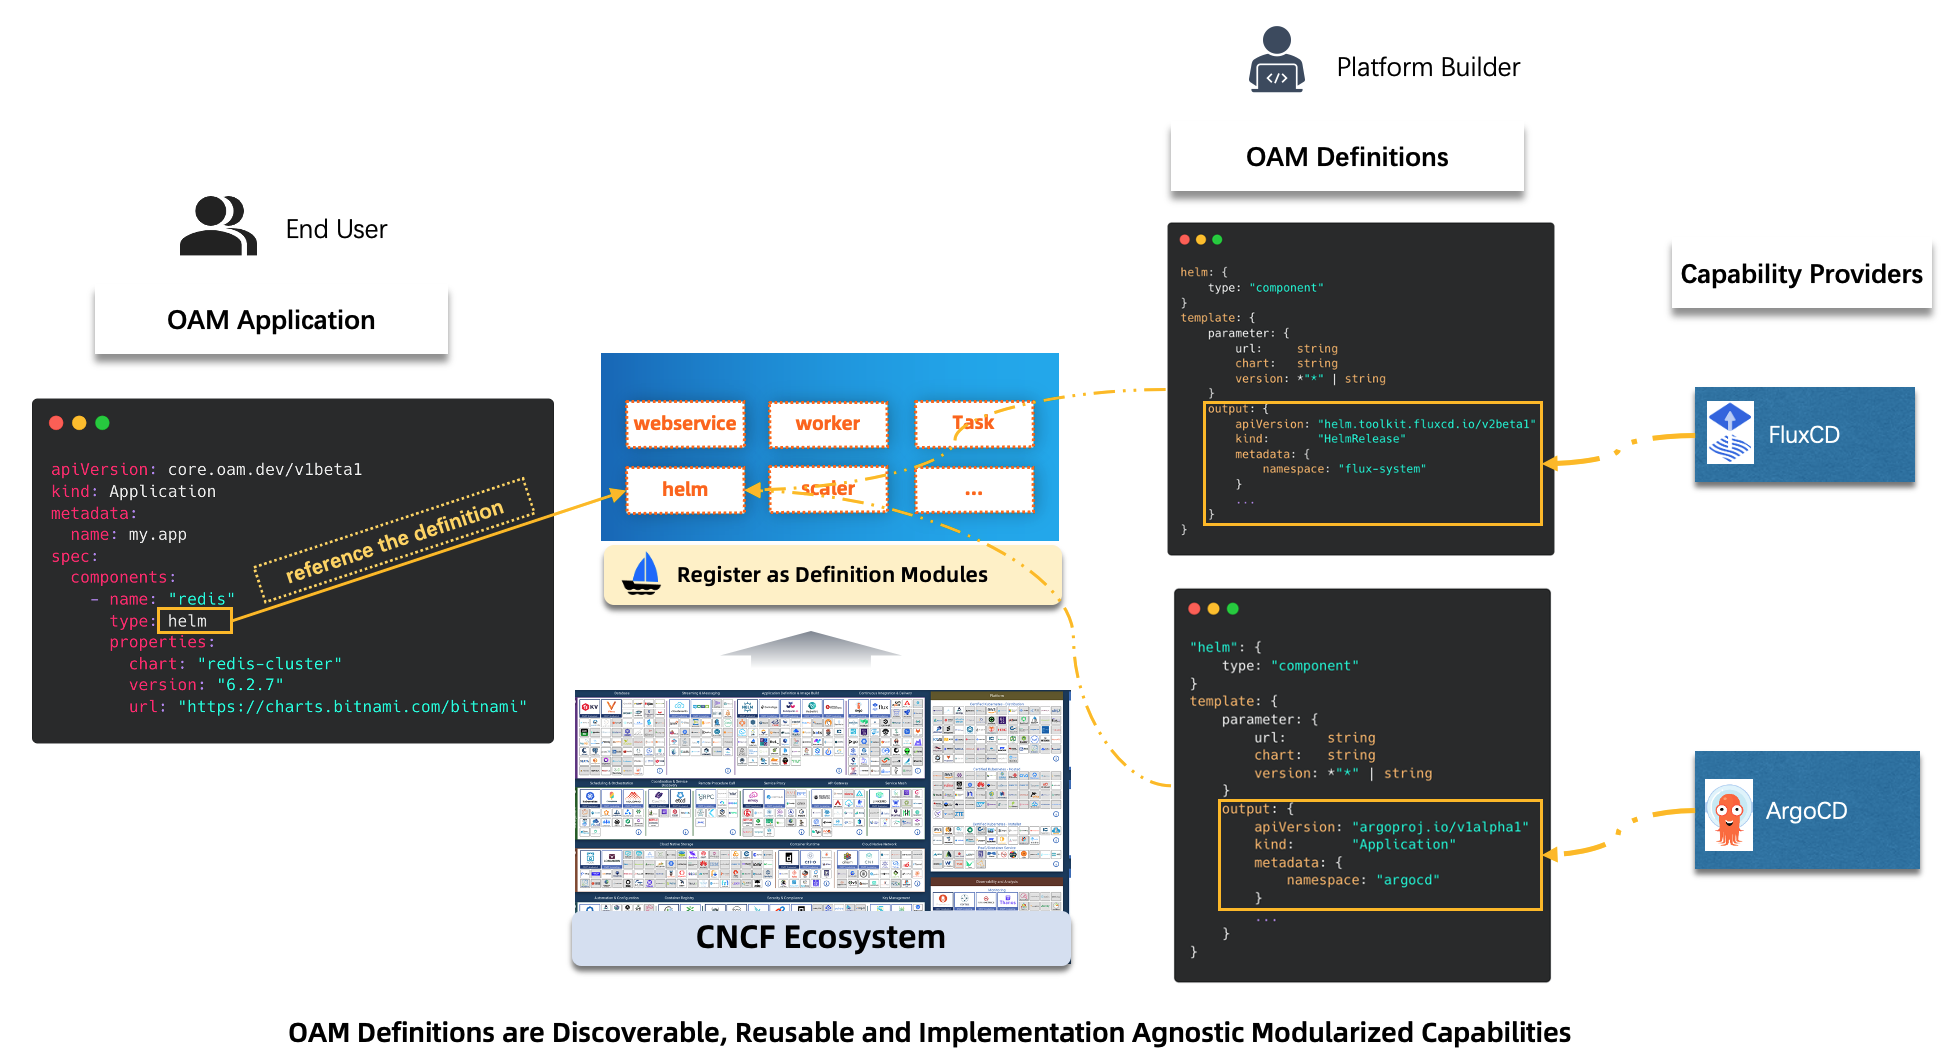 Platform Builder
OAM Definitions
End User
OAM Application
Capability Providers
apiVersion: core.oam.dev/v1beta1
kind: Application
metadata:
  name: my.app
spec:
  components:
    - name: "redis"
      type: helm
      properties:
        chart: "redis-cluster"
        version: "6.2.7"
        url: "https://charts.bitnami.com/bitnami"
reference the definition
webservice
worker
Task
helm
scaler
...
Register as Definition Modules
CNCF Ecosystem
helm: {
    type: "component"
}
template: {
    parameter: {
        url:     string
        chart:   string
        version: *"*" | string
    }
    output: {
        apiVersion: "helm.toolkit.fluxcd.io/v2beta1"
        kind:       "HelmRelease"
        metadata: {
            namespace: "flux-system"
        }
        ...
    }
}
FluxCD
"helm": {
    type: "component"
}
template: {
    parameter: {
        url:     string
        chart:   string
        version: *"*" | string
    }
    output: {
        apiVersion: "argoproj.io/v1alpha1"
        kind:       "Application"
        metadata: {
            namespace: "argocd"
        }
        ...
    }
}
ArgoCD
OAM Definitions are Discoverable, Reusable and Implementation Agnostic Modularized Capabilities